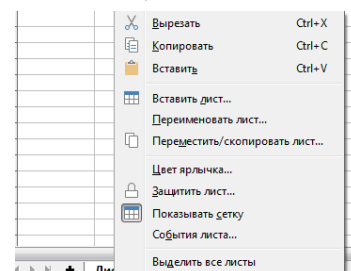 Вырезать Ctrl+X
Копировать Ctrl+C
Вставить Ctrl+V
Вставить лист...
Переименовать лист...
Переместить/скопировать лист...
Цвет ярлычка...
Защитить лист...
Показывать сетку
События листа...
Выделить все листы